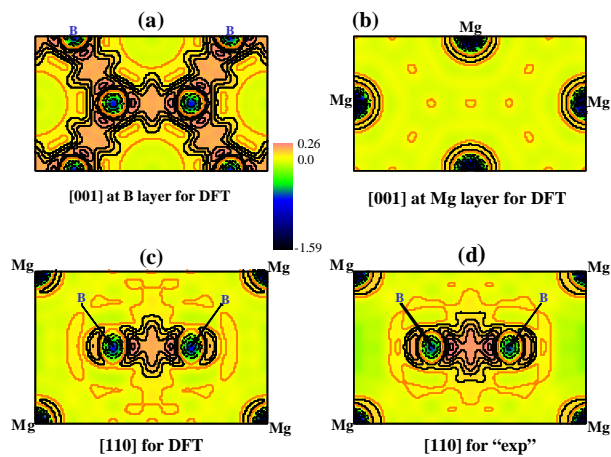 (a)
(b)
B
B
Mg
Mg
Mg
Mg
0.26
0.0
-1.59
[001] at B layer for DFT
[001] at Mg layer for DFT
(c)
(d)
Mg
Mg
Mg
Mg
B
B
B
B
Mg
Mg
Mg
Mg
[110] for DFT
[110] for “exp”